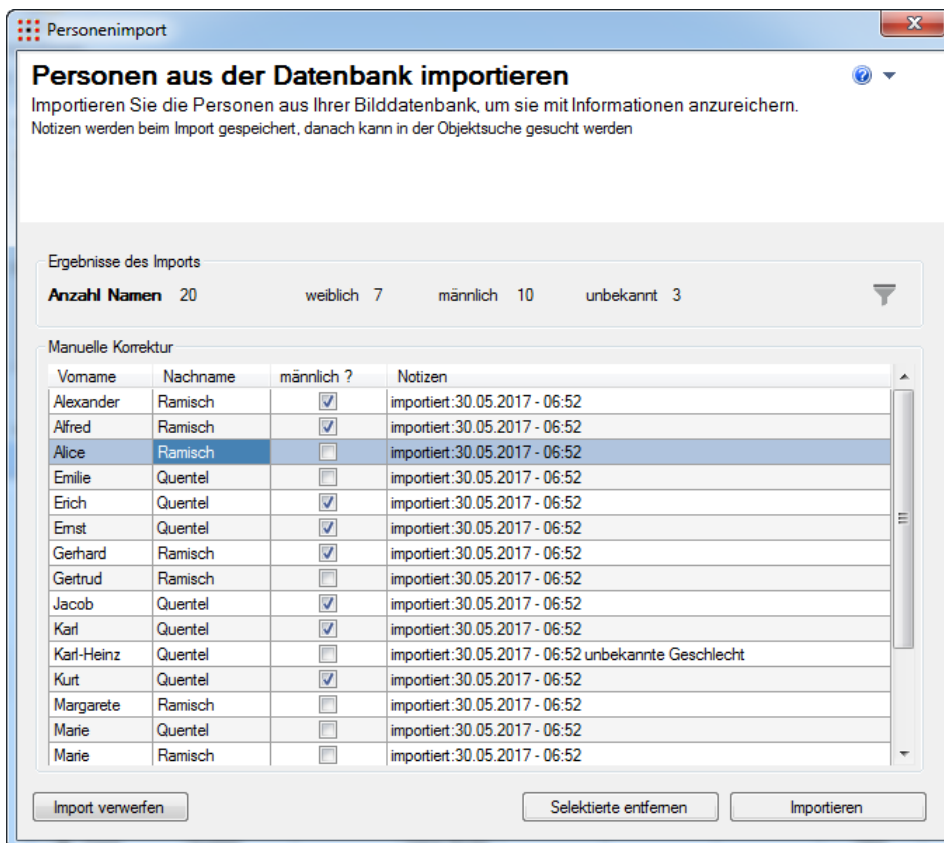 Personenimport
Personen aus der Datenbank importieren
Importieren Sie die Personen aus Ihrer Bilddatenbank, um sie mit Informationen anzureichern.
Notizen werden beim Import gespeichert, danach kann in der Objektsuche gesucht werden
Ergebnisse des Imports
Anzahl Namen 20 weiblich 7 männlich 10 unbekannt 3
Manuelle Korrektur
Vorname Nachname männlich ? Notizen
Alexander Ramisch importiert:30.05.2017 - 06:52
Alfred Ramisch importiert:30.05.2017 - 06:52
Alice Ramisch importiert:30.05.2017 - 06:52
Emilie Quentel importiert:30.05.2017 - 06:52
Erich Quentel importiert:30.05.2017 - 06:52
Ernst Quentel importiert:30.05.2017 - 06:52
Gerhard Ramisch importiert:30.05.2017 - 06:52
Gertrud Ramisch importiert:30.05.2017 - 06:52
Jacob Quentel importiert:30.05.2017 - 06:52
Karl Quentel importiert:30.05.2017 - 06:52
Karl-Heinz Quentel importiert:30.05.2017 - 06:52 unbekannte Geschlecht
Kurt Quentel importiert:30.05.2017 - 06:52
Margarete Ramisch importiert:30.05.2017 - 06:52
Marie Quentel importiert:30.05.2017 - 06:52
Marie Ramisch importiert:30.05.2017 - 06:52
Import verwerfen Selektierte entfernen Importieren